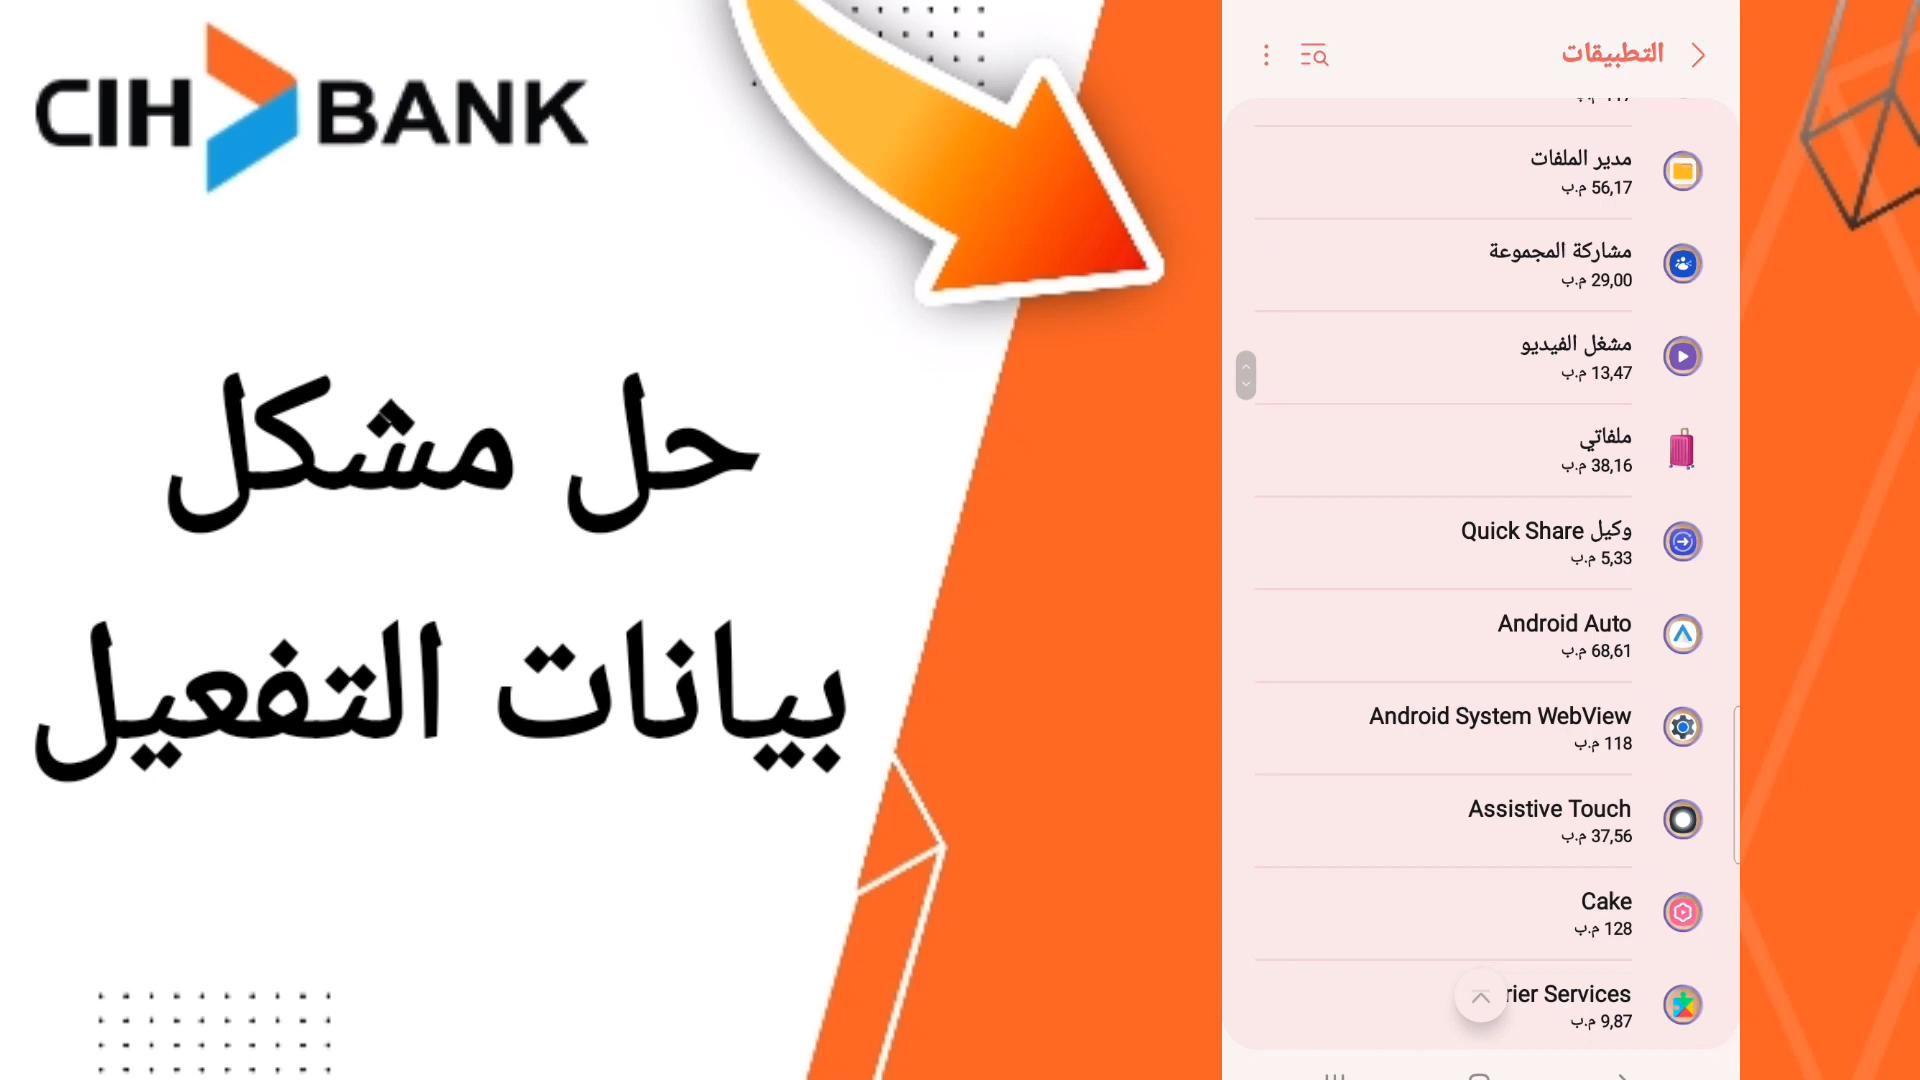 CIH BANK
حل مشكل
بيانات التفعيل
التطبيقات
مدير الملفات
56,17 م.ب
مشاركة المجموعة
29,00 م.ب
مشغل الفيديو
13,47 م.ب
ملفاتي
38,16 م.ب
وكيل Quick Share
5,33 م.ب
Android Auto
68,61 م.ب
Android System WebView
118 م.ب
Assistive Touch
37,56 م.ب
Cake
128 م.ب
Services
9,87 م.ب